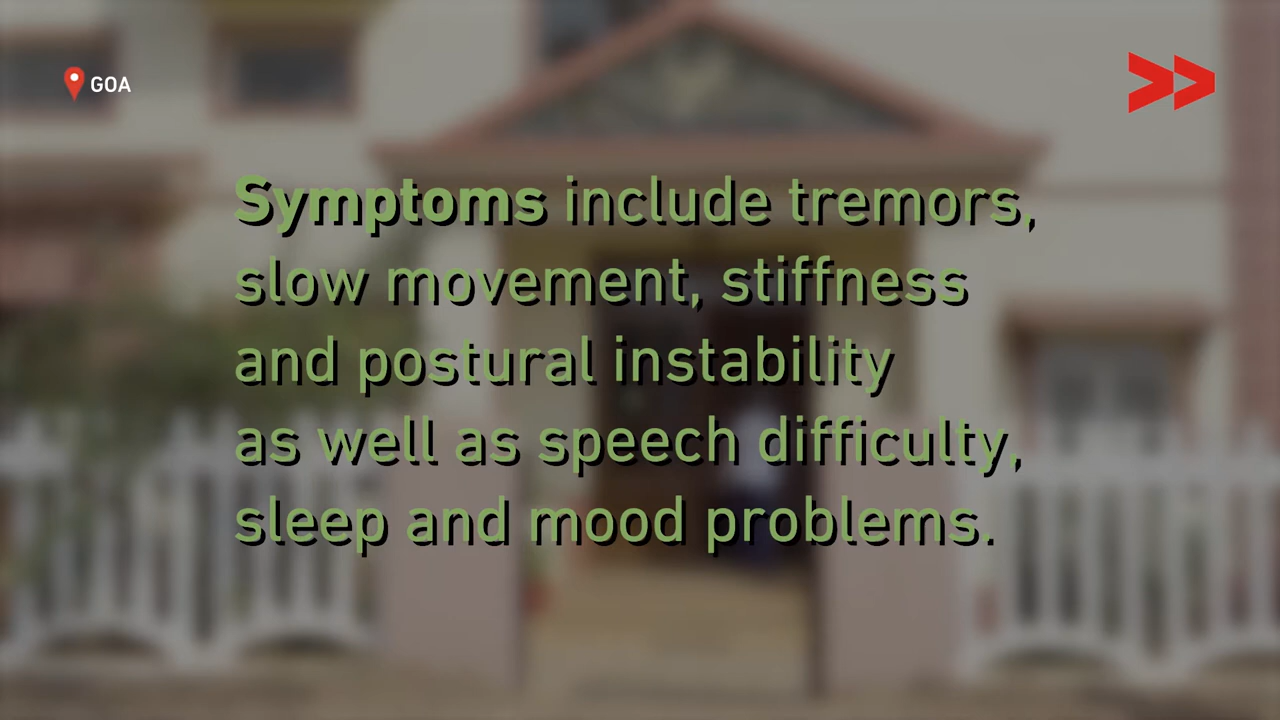 GOA
Symptoms include tremors,
slow movement, stiffness
and postural instability
as well as speech difficulty,
sleep and mood problems.